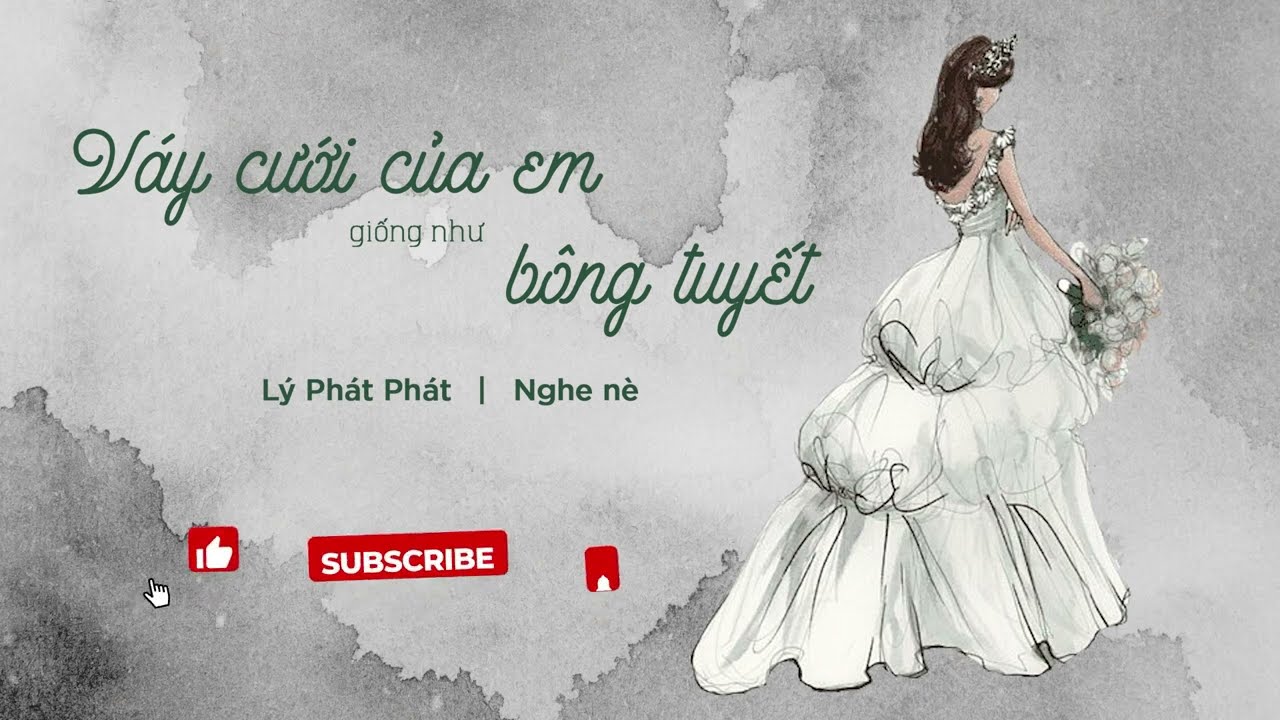 Váy cưới của em
giống như
bông tuyết
Lý Phát Phát | Nghe nè
SUBSCRIBE